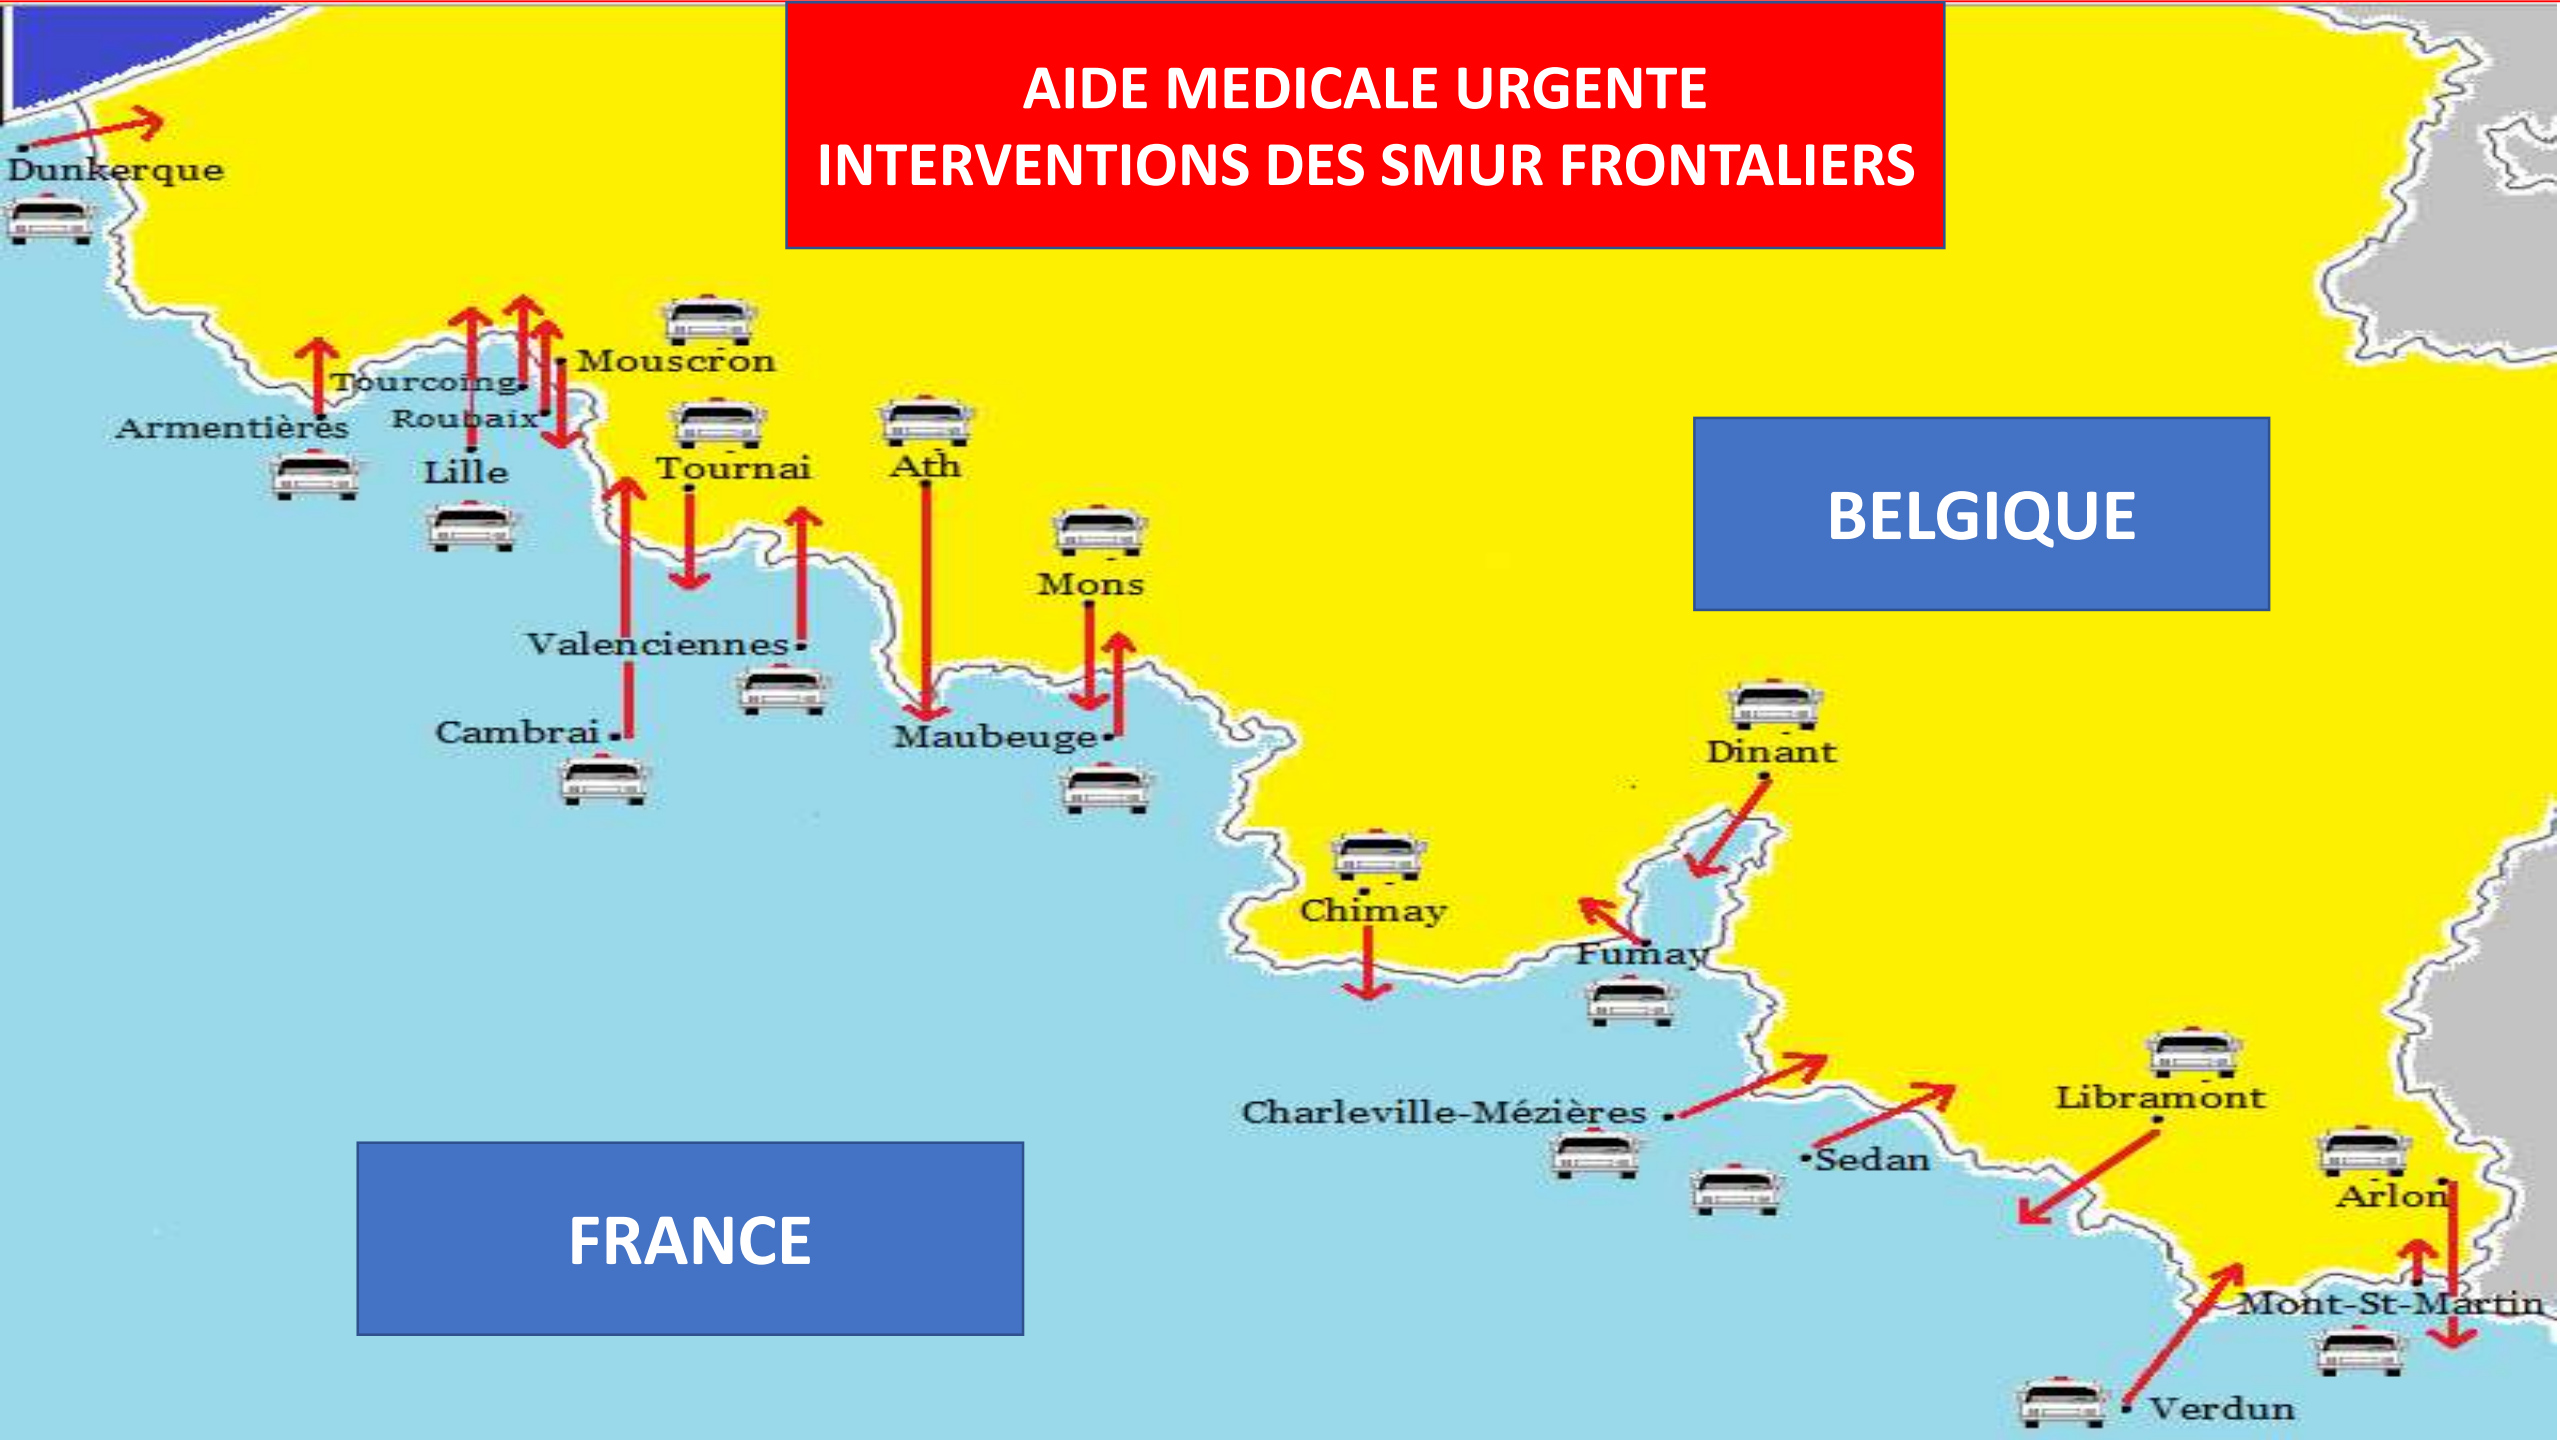 AIDE MEDICALE URGENTE
INTERVENTIONS DES SMUR FRONTALIERS
Dunkerque
Mouscron
Tourcoing
Roubaix
Armentières
Lille
Tournai
Ath
BELGIQUE
Mons
Valenciennes
Cambrai
Maubeuge
Dinant
Chimay
Fumay
Charleville-Mézières
Libramont
Sedan
Arlon
FRANCE
Mont-St-Martin
Verdun